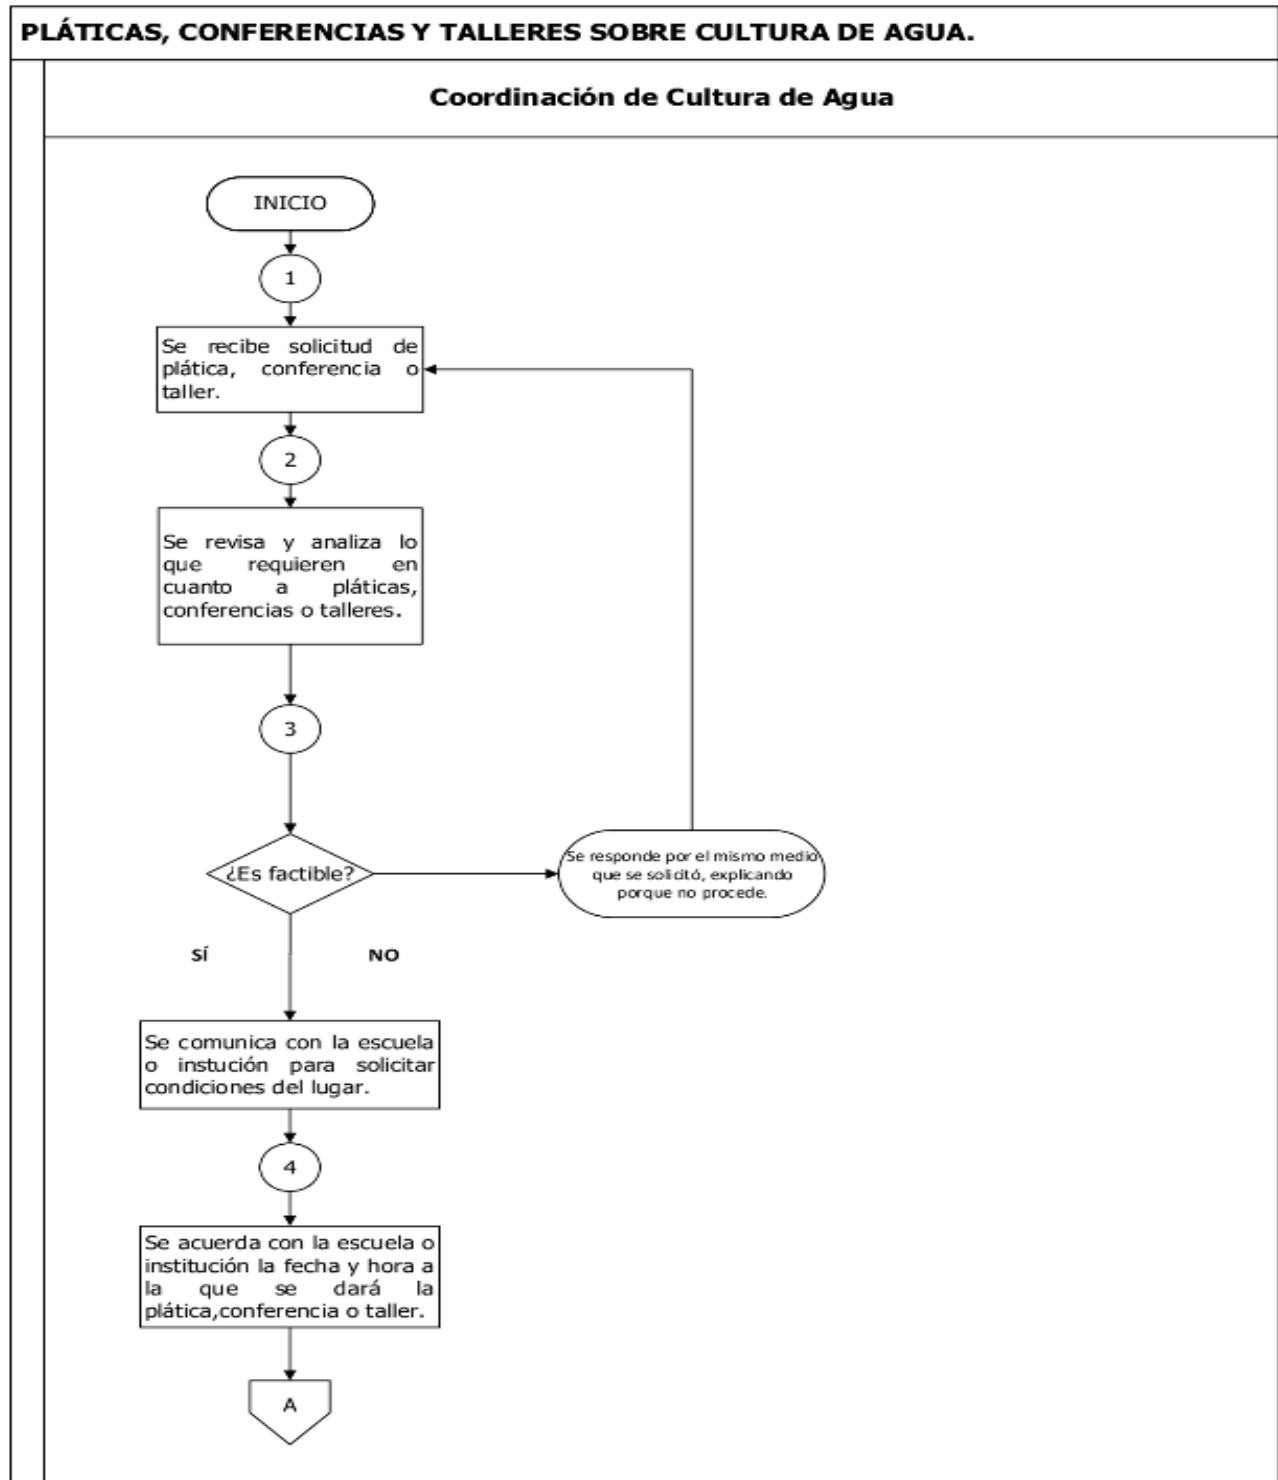 PLÁTICAS, CONFERENCIAS Y TALLERES SOBRE CULTURA DE AGUA.
Coordinación de Cultura de Agua
INICIO
1
Se recibe solicitud de
plática, conferencia o
taller.
2
Se revisa y analiza lo
que requieren en
cuanto a pláticas,
conferencias o talleres.
3
¿Es factible?
Se responde por el mismo medio
que se solicitó, explicando
porque no procede.
SÍ
NO
Se comunica con la escuela
o instución para solicitar
condiciones del lugar.
4
Se acuerda con la escuela o
institución la fecha y hora a
la que se dará la
plática,conferencia o taller.
A